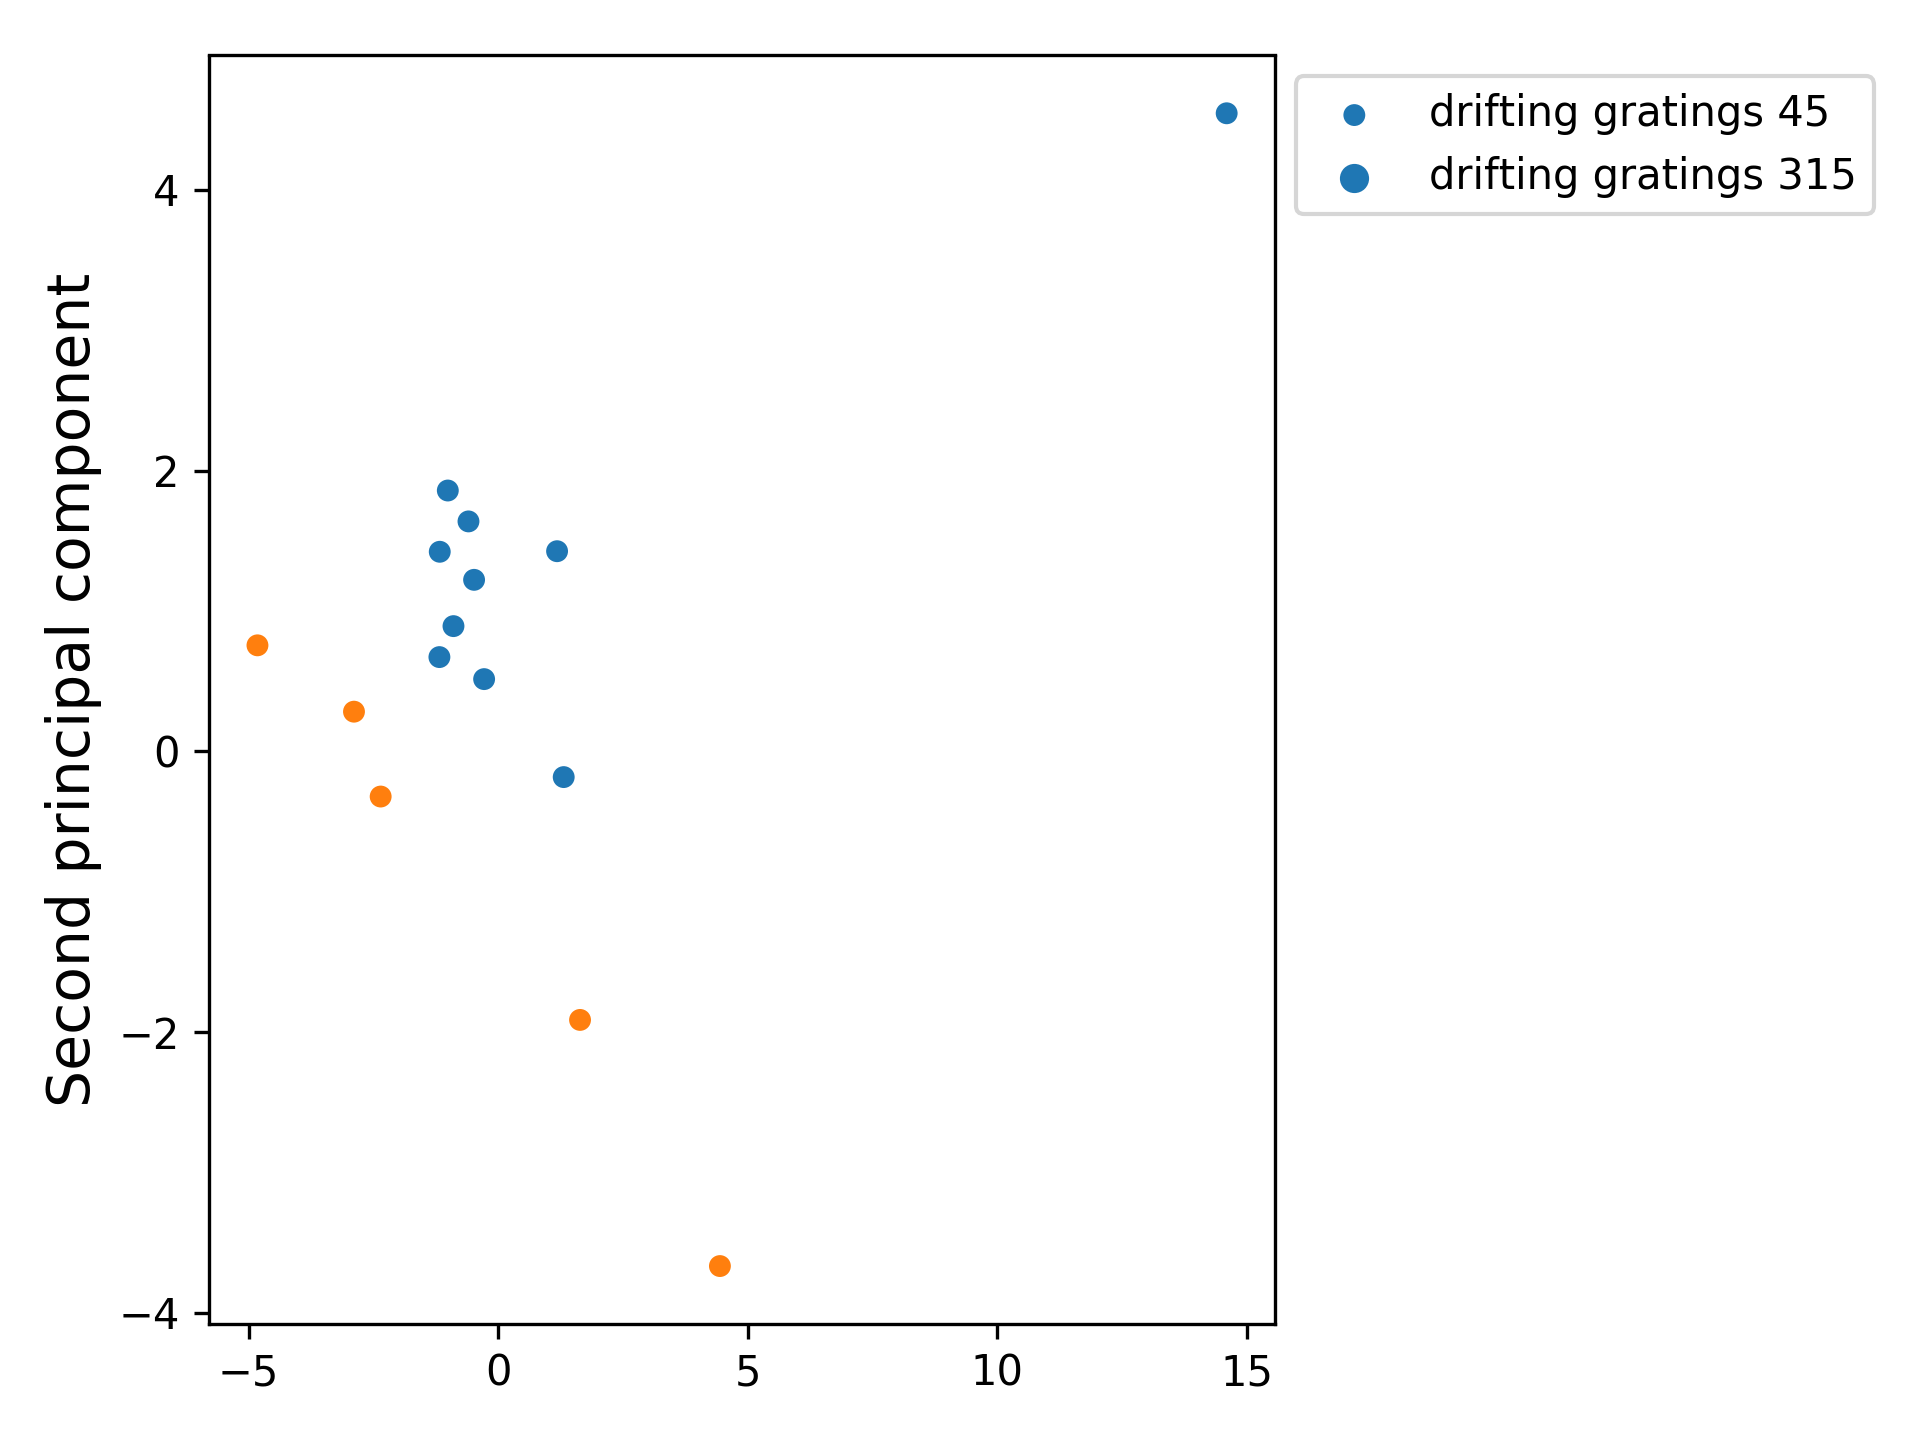 drifting gratings 45
drifting gratings 315
Second principal component
4
2
0
−2
−4
−5 0 5 10 15